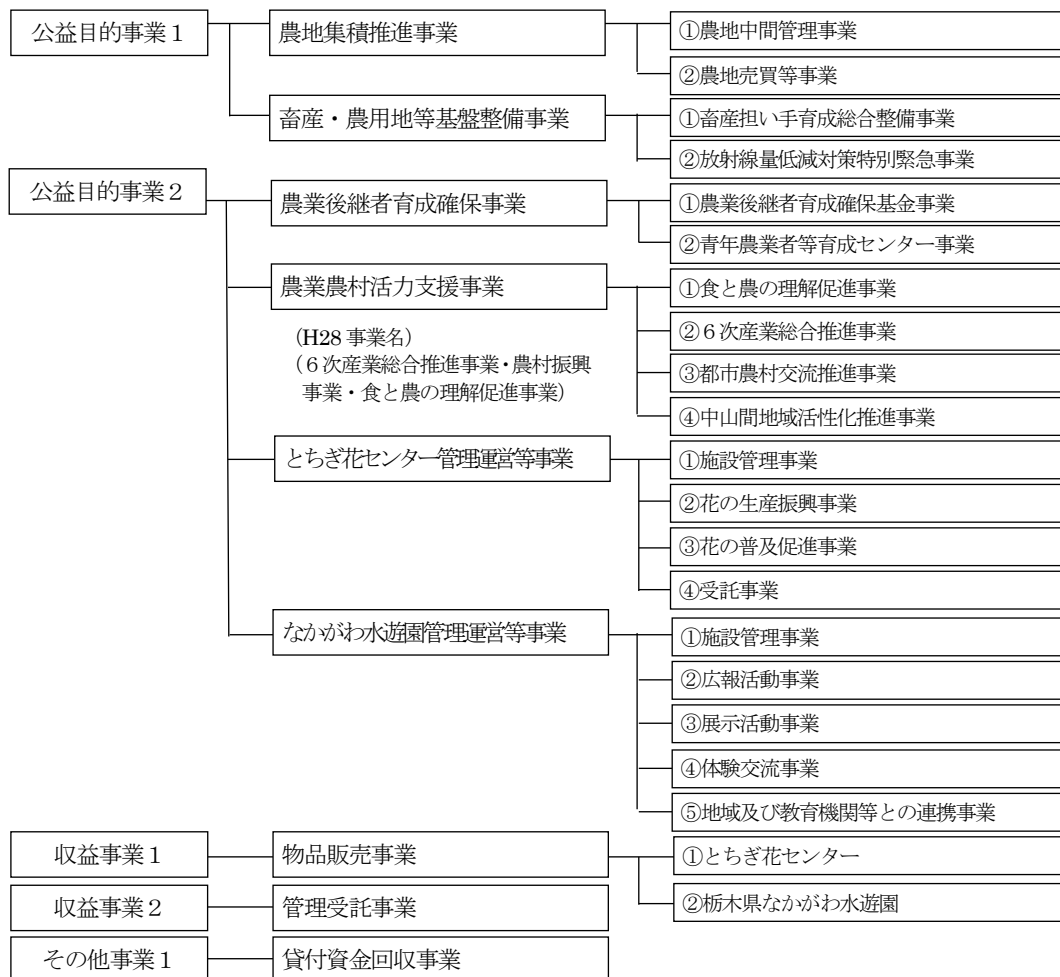 公益目的事業１
農地集積推進事業
①農地中間管理事業
②農地売買等事業
畜産・農用地等基盤整備事業
①畜産担い手育成総合整備事業
②放射線量低減対策特別緊急事業
公益目的事業２
農業後継者育成確保事業
①農業後継者育成確保基金事業
②青年農業者等育成センター事業
農業農村活力支援事業
（H28 事業名）
（６次産業総合推進事業・農村振興
事業・食と農の理解促進事業）
①食と農の理解促進事業
②６次産業総合推進事業
③都市農村交流推進事業
④中山間地域活性化推進事業
とちぎ花センター管理運営等事業
①施設管理事業
②花の生産振興事業
③花の普及促進事業
④受託事業
なかがわ水遊園管理運営等事業
①施設管理事業
②広報活動事業
③展示活動事業
④体験交流事業
⑤地域及び教育機関等との連携事業
収益事業１
物品販売事業
①とちぎ花センター
②栃木県なかがわ水遊園
収益事業２
管理受託事業
その他事業１
貸付資金回収事業